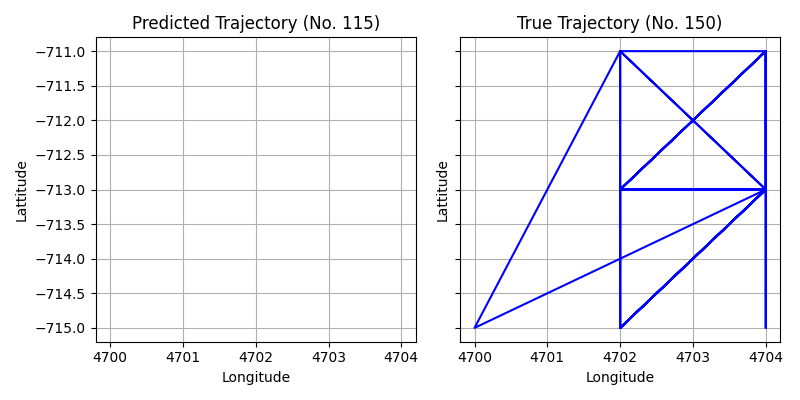 Predicted Trajectory (No. 115)
−711.0
−711.5
−712.0
−712.5
−713.0
−713.5
−714.0
−714.5
−715.0
Lattitude
4700 4701 4702 4703 4704
Longitude
True Trajectory (No. 150)
Lattitude
4700 4701 4702 4703 4704
Longitude